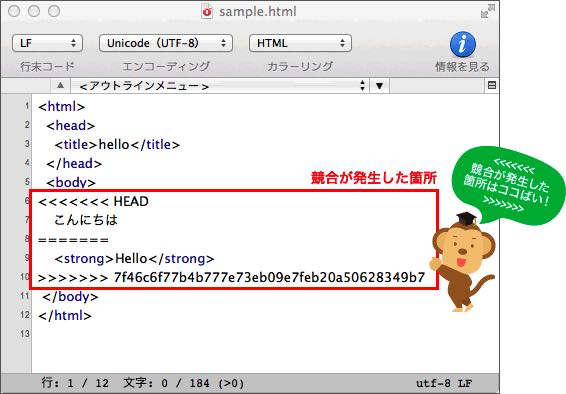 sample.html
LF
Unicode（UTF-8）
HTML
行末コード
エンコーディング
カラーリング
情報を見る
<アウトラインメニュー>
1 <html>
2 <head>
3 <title>hello</title>
4 </head>
5 <body>
競合が発生した箇所
6 <<<<<<< HEAD
7 こんにちは
8 =======
9 <strong>Hello</strong>
10 >>>>>>> 7f46c6f77b4b777e73eb09e7feb20a50628349b7
11 </body>
12 </html>
13
<<<<<<<
競合が発生した
箇所はココばい！
>>>>>>>
行: 1 / 12 文字: 0 / 184 (>0)
utf-8 LF